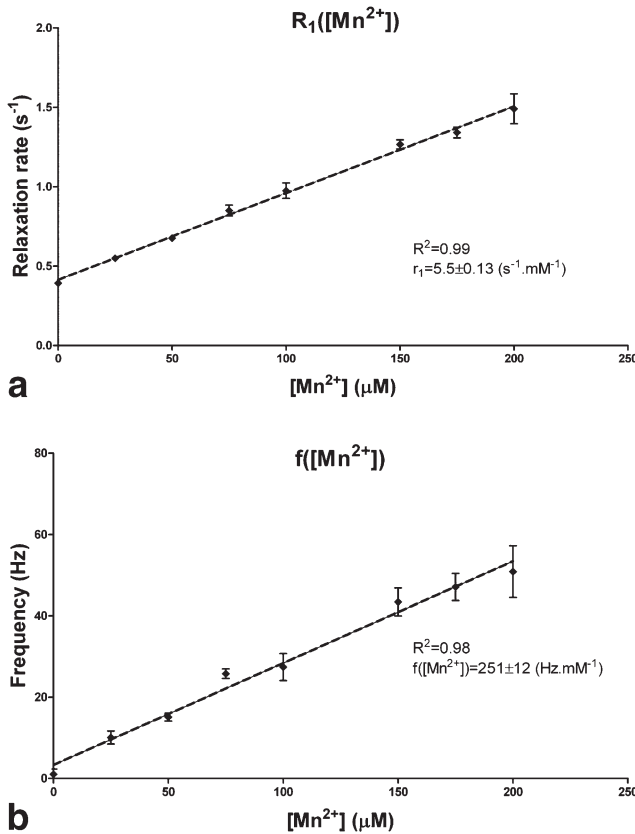 R₁([Mn²⁺])
2.0
1.5
1.0
0.5
0.0
Relaxation rate (s⁻¹)
R²=0.99
r₁=5.5±0.13 (s⁻¹.mM⁻¹)
0 50 100 150 200 250
[Mn²⁺] (µM)
a
f([Mn²⁺])
80
60
40
20
0
Frequency (Hz)
R²=0.98
f([Mn²⁺])=251±12 (Hz.mM⁻¹)
0 50 100 150 200 250
[Mn²⁺] (µM)
b